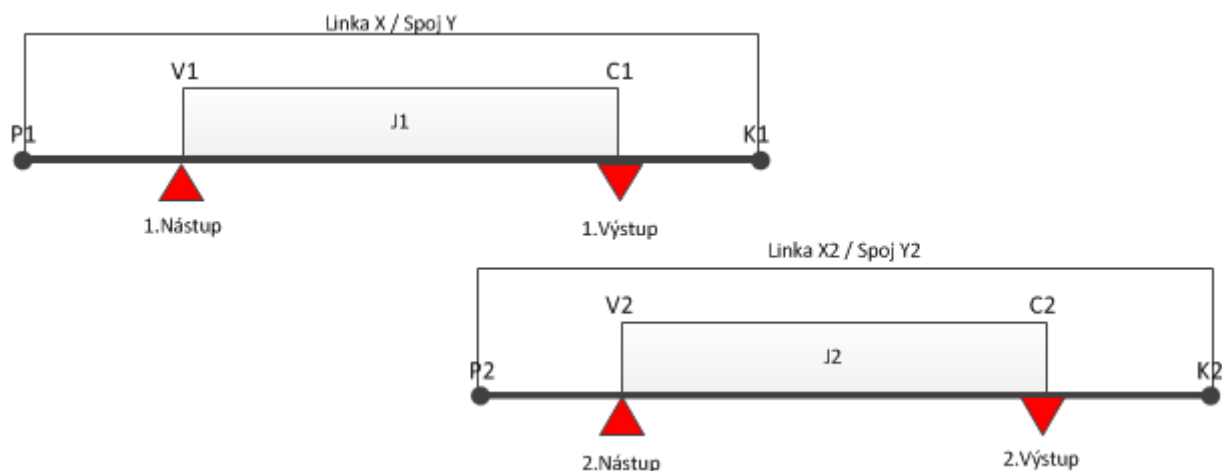 Linka X / Spoj Y
V1
C1
J1
P1
K1
1.Nástup
1.Výstup
Linka X2 / Spoj Y2
V2
C2
J2
P2
K2
2.Nástup
2.Výstup